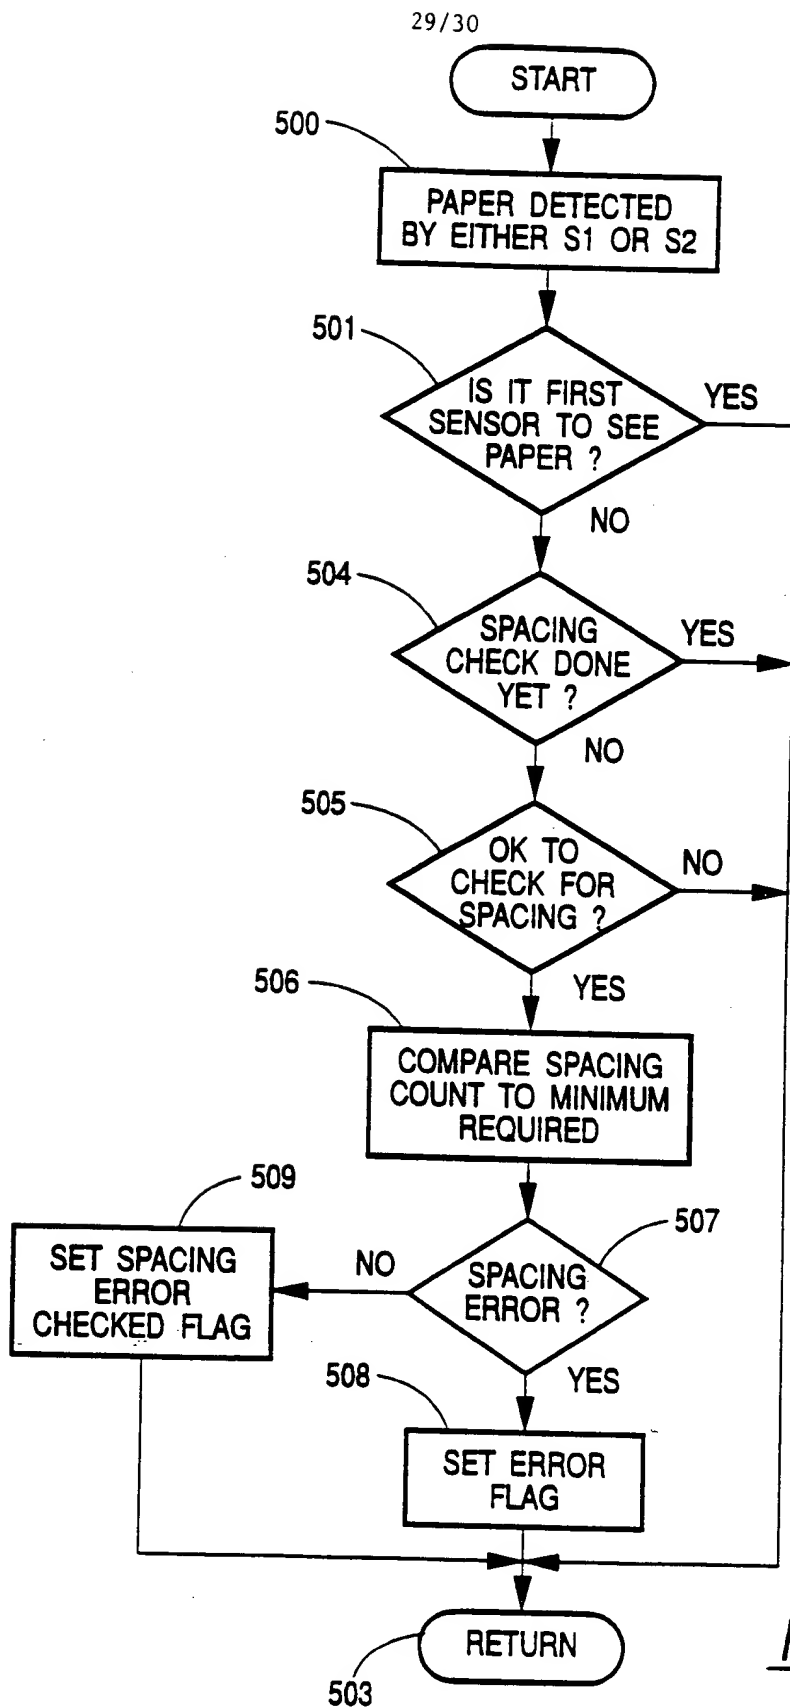 29/30
START
500
PAPER DETECTED
BY EITHER S1 OR S2
501
IS IT FIRST
SENSOR TO SEE
PAPER ?
YES
NO
504
SPACING
CHECK DONE
YET ?
YES
NO
505
OK TO
CHECK FOR
SPACING ?
NO
YES
506
COMPARE SPACING
COUNT TO MINIMUM
REQUIRED
509
SET SPACING
ERROR
CHECKED FLAG
NO
507
SPACING
ERROR ?
YES
508
SET ERROR
FLAG
RETURN
503